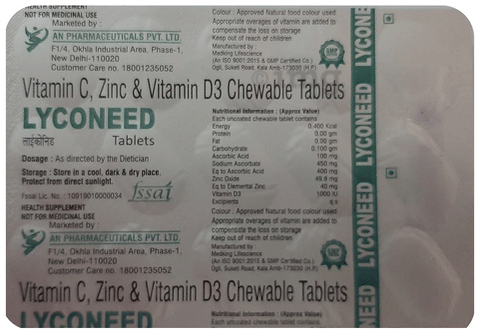 HEALTH SUPPLEMENT
NOT FOR MEDICINAL USE
Marketed by :
AN PHARMACEUTICALS PVT. LTD.
F1/4, Okhla Industrial Area, Phase-1,
New Delhi-110020
Customer Care no. 18001235052
Colour : Approved Natural food colour used
Appropriate overages of vitamin are added to
compensate the loss on storage
Keep out of reach of children
Manufactured by :
Medking Lifescience
(An ISO 9001:2015 & GMP Certified Co.)
Ogli, Suketi Road, Kala Amb-173030 (H.P)
GMP
Vitamin C, Zinc & Vitamin D3 Chewable Tablets
LYCONEED
लाईकोनिड
Tablets
Dosage : As directed by the Dietician
Storage : Store in a cool, dark & dry place.
Protect from direct sunlight.
Fssai Lic. No. : 10919010000034
fssai
Nutritional Information : (Approx Value)
Each uncoated chewable tablet contains
Energy 0.400 Kcal
Protein 0.00 gm
Fat 0.00 gm
Carbohydrate 0.100 gm
Ascorbic Acid 100 mg
Sodium Ascorbate 450 mg
Eq to Ascorbic Acid 400 mg
Zinc Oxide 49.8 mg
Eq to Elemental Zinc 40 mg
Vitamin D3 1000 IU
Excipients q.s
HEALTH SUPPLEMENT
NOT FOR MEDICINAL USE
Marketed by :
AN PHARMACEUTICALS PVT. LTD.
F1/4, Okhla Industrial Area, Phase-1,
New Delhi-110020
Customer Care no. 18001235052
Colour : Approved Natural food colour used
Appropriate overages of vitamin are added to
compensate the loss on storage
Keep out of reach of children
Manufactured by :
Medking Lifescience
(An ISO 9001:2015 & GMP Certified Co.)
Ogli, Suketi Road, Kala Amb-173030 (H.P)
GMP
Vitamin C, Zinc & Vitamin D3 Chewable Tablets
LYCONEED
Nutritional Information : (Approx Value)
Each uncoated chewable tablet contains
LYCONEED
LYCONEED
LYCONEED
NEED